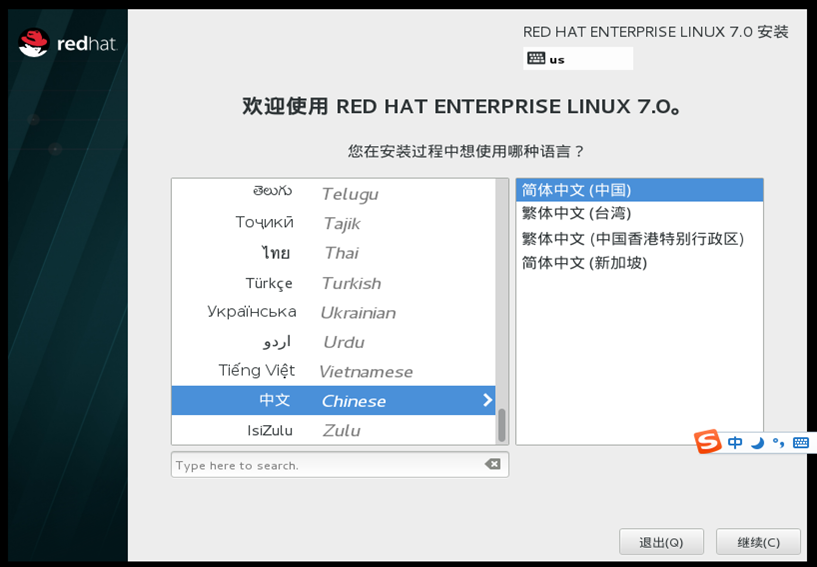 redhat.
RED HAT ENTERPRISE LINUX 7.0 安装
us
欢迎使用 RED HAT ENTERPRISE LINUX 7.0。
您在安装过程中想使用哪种语言？
తెలుగు Telugu
Тоҷикӣ Tajik
ไทย Thai
Türkçe Turkish
Українська Ukrainian
اردو Urdu
Tiếng Việt Vietnamese
中文 Chinese
IsiZulu Zulu
简体中文 (中国)
繁体中文 (台湾)
繁体中文 (中国香港特别行政区)
简体中文 (新加坡)
Type here to search.
S 中
退出(Q)
继续(C)